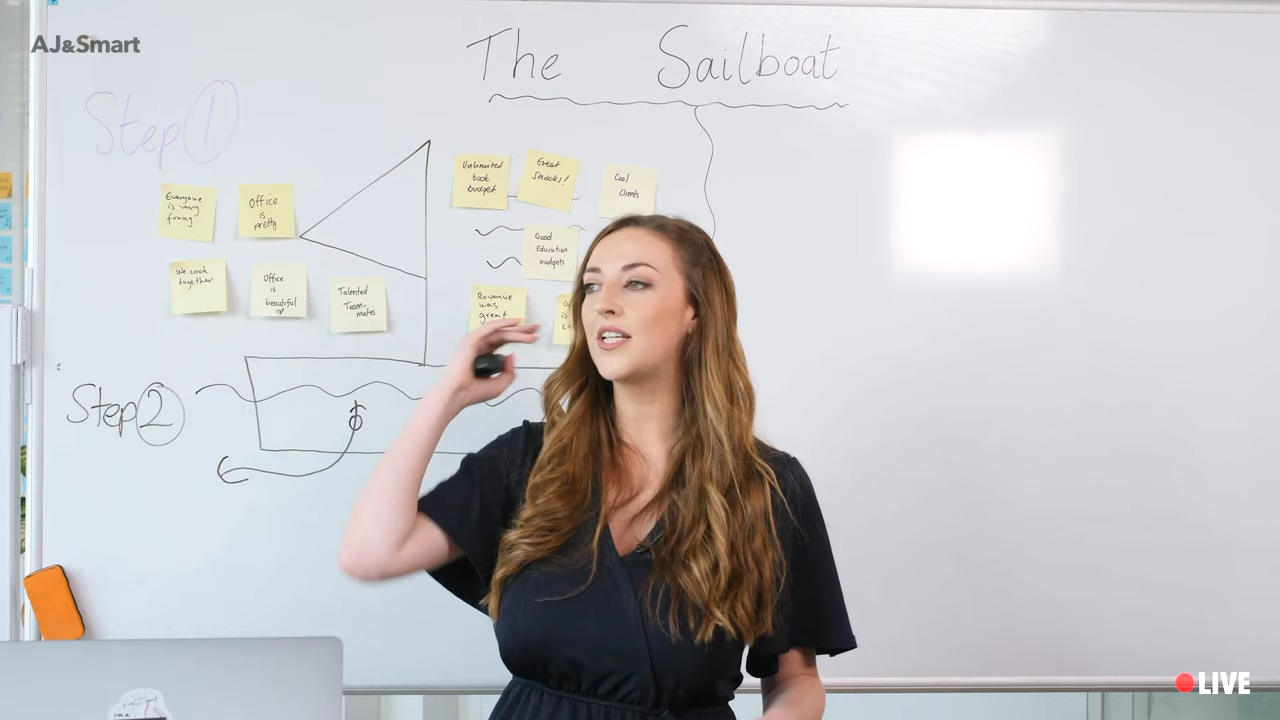 AJ&Smart
The Sailboat
Step 1
Unlimited
book
budget
Great
Snacks!
Cool
Clients
Everyone
is very
funny
Office
is
pretty
Good
Education
budgets
We cook
together
Office
is
beautiful
Talented
Team-
mates
Revenue
was
great
is
Step 2
I'M A
LIVE